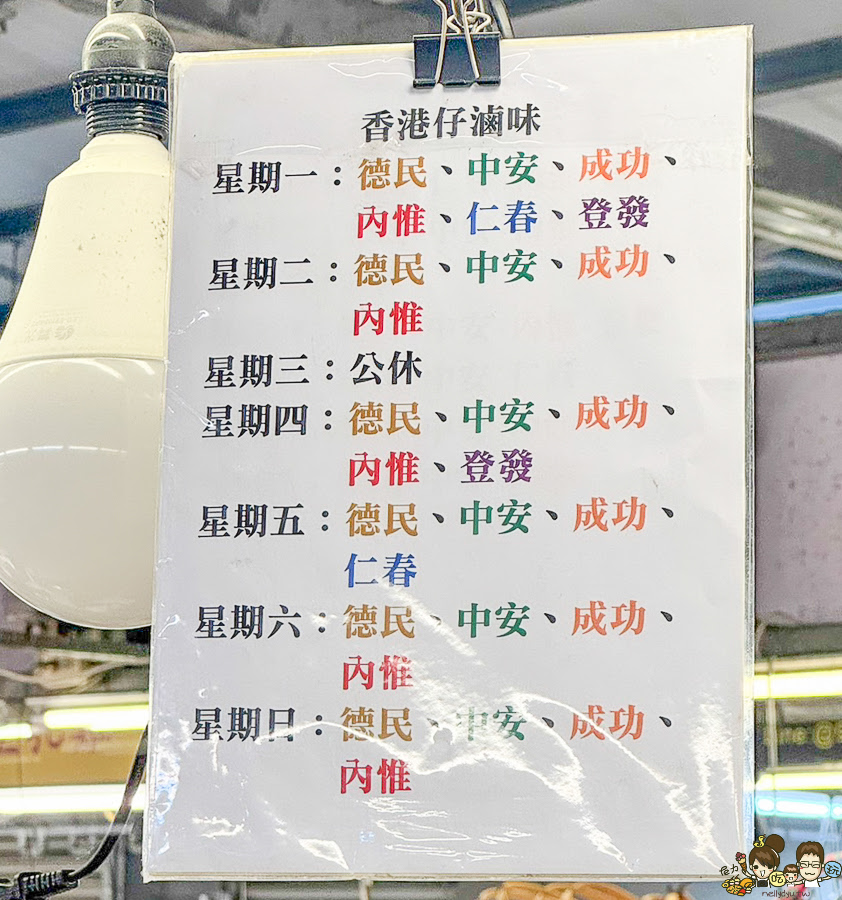 香港仔滷味
星期一：德民、中安、成功、
內惟、仁春、登發
星期二：德民、中安、成功、
內惟
星期三：公休
星期四：德民、中安、成功、
內惟、登發
星期五：德民、中安、成功、
仁春
星期六：德民、中安、成功、
內惟
星期日：德民、中安、成功、
內惟